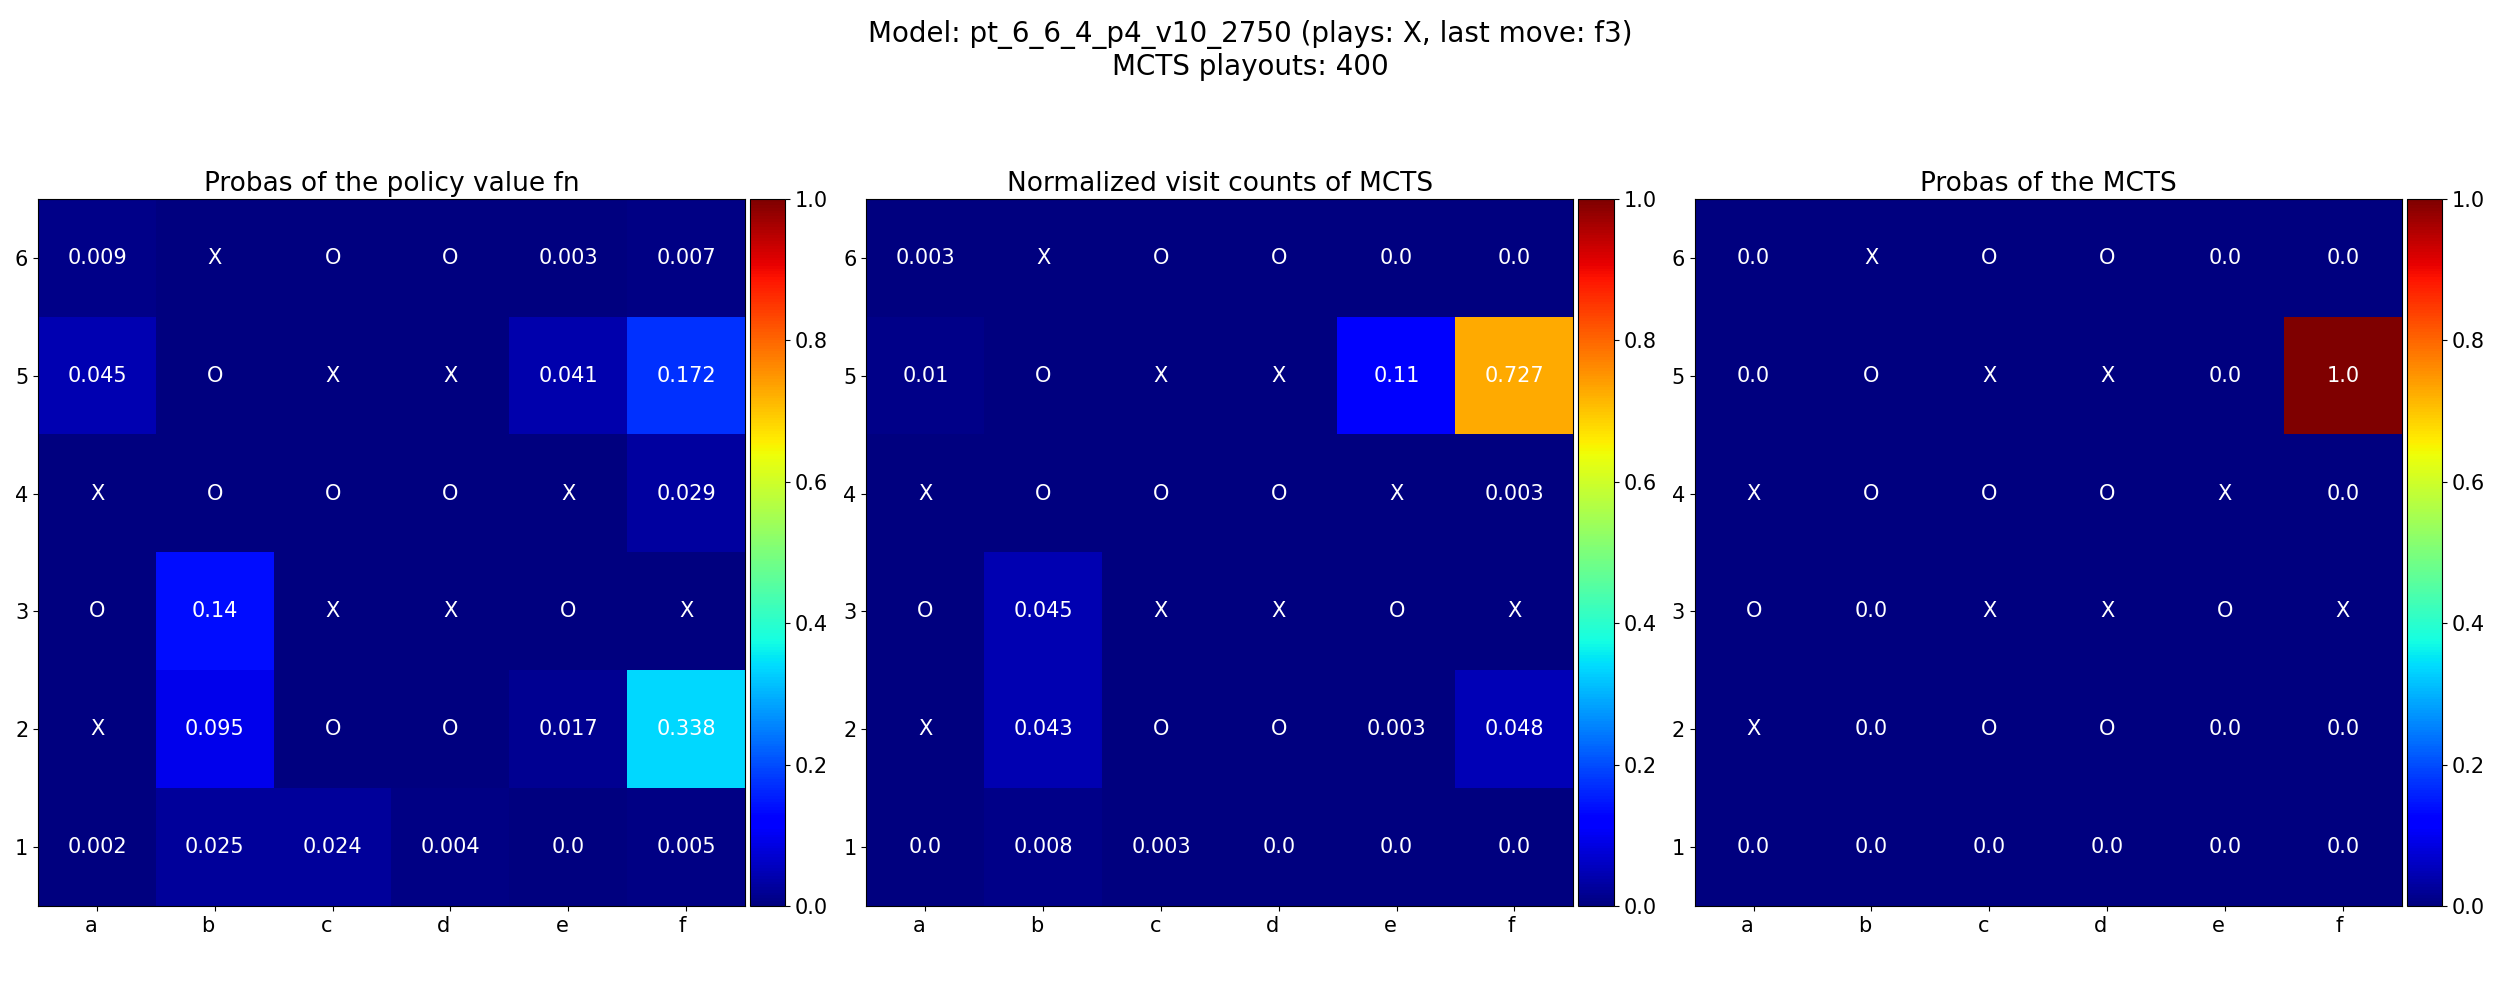 Model: pt_6_6_4_p4_v10_2750 (plays: X, last move: f3)
MCTS playouts: 400
Probas of the policy value fn
6 0.009 X O O 0.003 0.007
5 0.045 O X X 0.041 0.172
4 X O O O X 0.029
3 O 0.14 X X O X
2 X 0.095 O O 0.017 0.338
1 0.002 0.025 0.024 0.004 0.0 0.005
a b c d e f
1.0
0.8
0.6
0.4
0.2
0.0
Normalized visit counts of MCTS
6 0.003 X O O 0.0 0.0
5 0.01 O X X 0.11 0.727
4 X O O O X 0.003
3 O 0.045 X X O X
2 X 0.043 O O 0.003 0.048
1 0.0 0.008 0.003 0.0 0.0 0.0
a b c d e f
1.0
0.8
0.6
0.4
0.2
0.0
Probas of the MCTS
6 0.0 X O O 0.0 0.0
5 0.0 O X X 0.0 1.0
4 X O O O X 0.0
3 O 0.0 X X O X
2 X 0.0 O O 0.0 0.0
1 0.0 0.0 0.0 0.0 0.0 0.0
a b c d e f
1.0
0.8
0.6
0.4
0.2
0.0